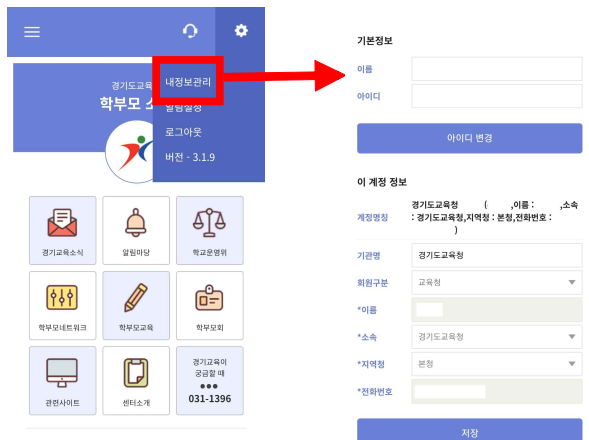 내정보관리
알림설정
로그아웃
버전 - 3.1.9
경기도교육
학부모 소
경기교육소식
알림마당
학교운영위
학부모네트워크
학부모교육
학부모회
관련사이트
센터소개
경기교육이
궁금할 때
031-1396
기본정보
이름
아이디
아이디 변경
이 계정 정보
계정명칭
경기도교육청 ( ,이름 : ,소속
: 경기도교육청,지역청 : 본청,전화번호 :
)
기관명
경기도교육청
회원구분
교육청
*이름
*소속
경기도교육청
*지역청
본청
*전화번호
저장